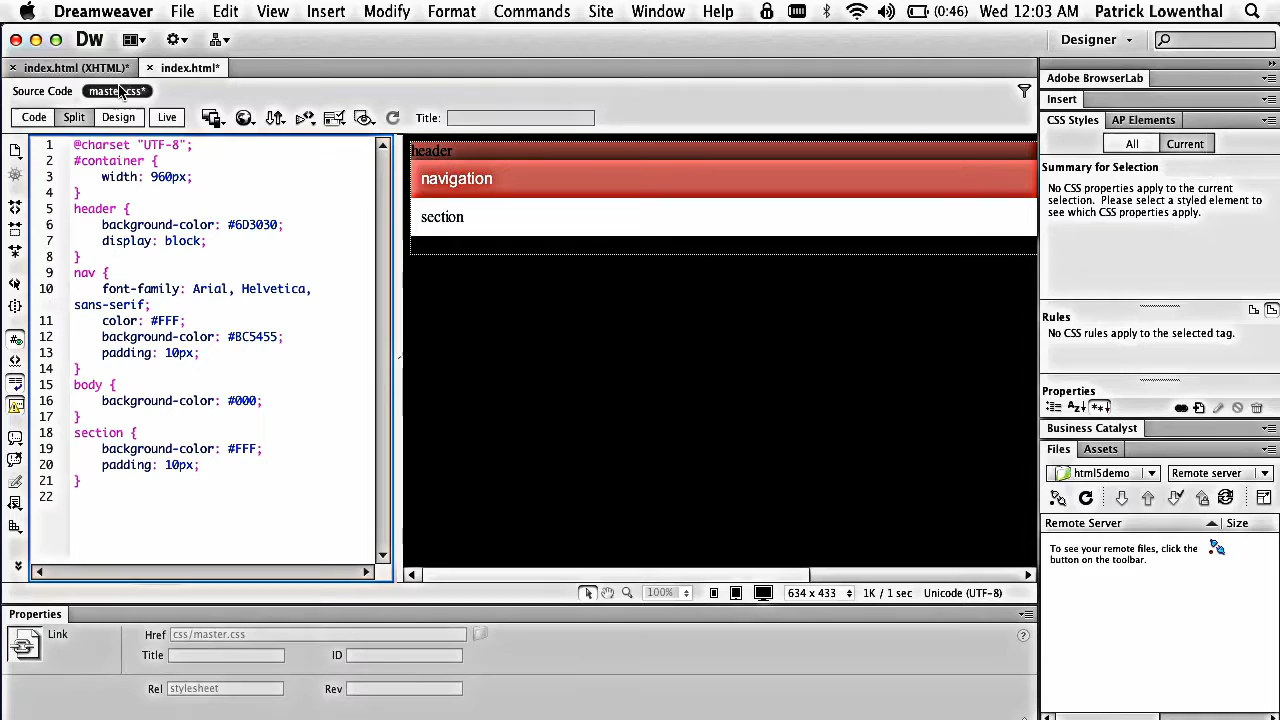 Dreamweaver File Edit View Insert Modify Format Commands Site Window Help (0:46) Wed 12:03 AM Patrick Lowenthal
Dw Designer
index.html (XHTML)* index.html*
Source Code master.css*
Code Split Design Live Title:
1 @charset "UTF-8";
2 #container {
3 width: 960px;
4 }
5 header {
6 background-color: #6D3030;
7 display: block;
8 }
9 nav {
10 font-family: Arial, Helvetica,
sans-serif;
11 color: #FFF;
12 background-color: #BC5455;
13 padding: 10px;
14 }
15 body {
16 background-color: #000;
17 }
18 section {
19 background-color: #FFF;
20 padding: 10px;
21 }
22
header
navigation
section
100% 634 x 433 1K / 1 sec Unicode (UTF-8)
Adobe BrowserLab
Insert
CSS Styles AP Elements
All Current
Summary for Selection
No CSS properties apply to the current
selection. Please select a styled element to
see which CSS properties apply.
Rules
No CSS rules apply to the selected tag.
Properties
Az
Business Catalyst
Files Assets
html5demo Remote server
Remote Server Size
To see your remote files, click the
button on the toolbar.
Properties
Link Href css/master.css
Title ID
Rel stylesheet Rev